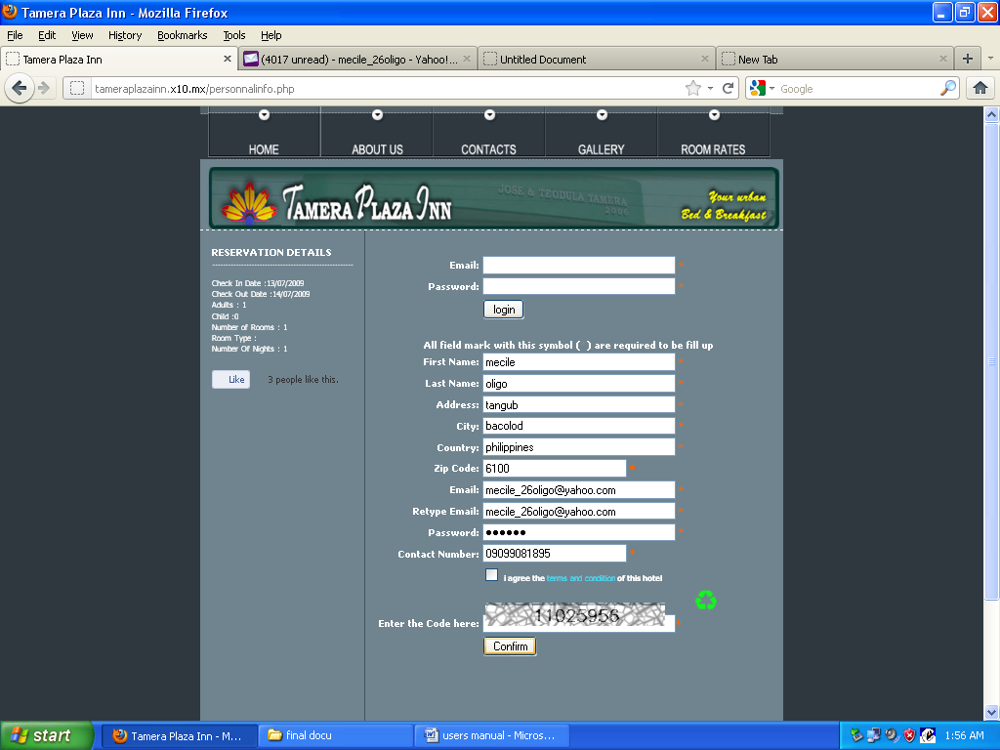 Tamera Plaza Inn - Mozilla Firefox
File Edit View History Bookmarks Tools Help
Tamera Plaza Inn
(4017 unread) - mecile_26oligo - Yahoo!...
Untitled Document
New Tab
tameraplazainn.x10.mx/personnalinfo.php
Google
HOME ABOUT US CONTACTS GALLERY ROOM RATES
TAMERA PLAZA INN
JOSE & TEODULA TAMERA
2006
Your urban
Bed & Breakfast
RESERVATION DETAILS
Check In Date :13/07/2009
Check Out Date :14/07/2009
Adults : 1
Child :0
Number of Rooms : 1
Room Type :
Number Of Nights : 1
Like 3 people like this.
Email: *
Password: *
login
All field mark with this symbol ( ) are required to be fill up
First Name: mecile
Last Name: oligo
Address: tangub
City: bacolod *
Country: philippines *
Zip Code: 6100 *
Email: mecile_26oligo@yahoo.com *
Retype Email: mecile_26oligo@yahoo.com *
Password: ●●●●●●
Contact Number: 09099081895
i agree the terms and condition of this hotel
11025956
Enter the Code here: *
Confirm
start
Tamera Plaza Inn - M...
final docu
users manual - Micros...
1:56 AM